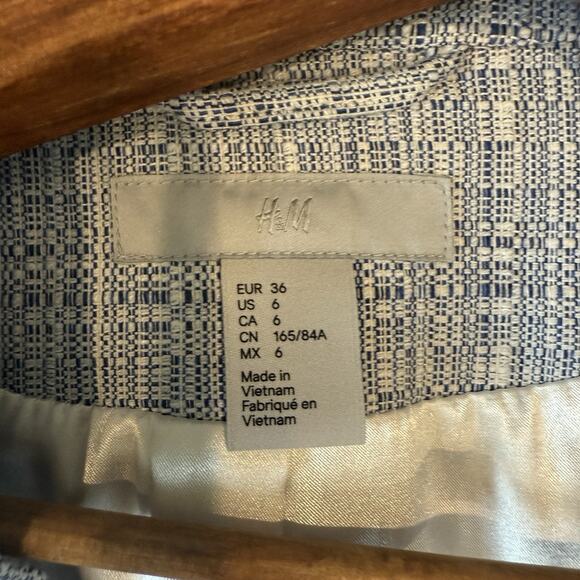 H&M
EUR 36
US 6
CA 6
CN 165/84A
MX 6
Made in
Vietnam
Fabriqué en
Vietnam